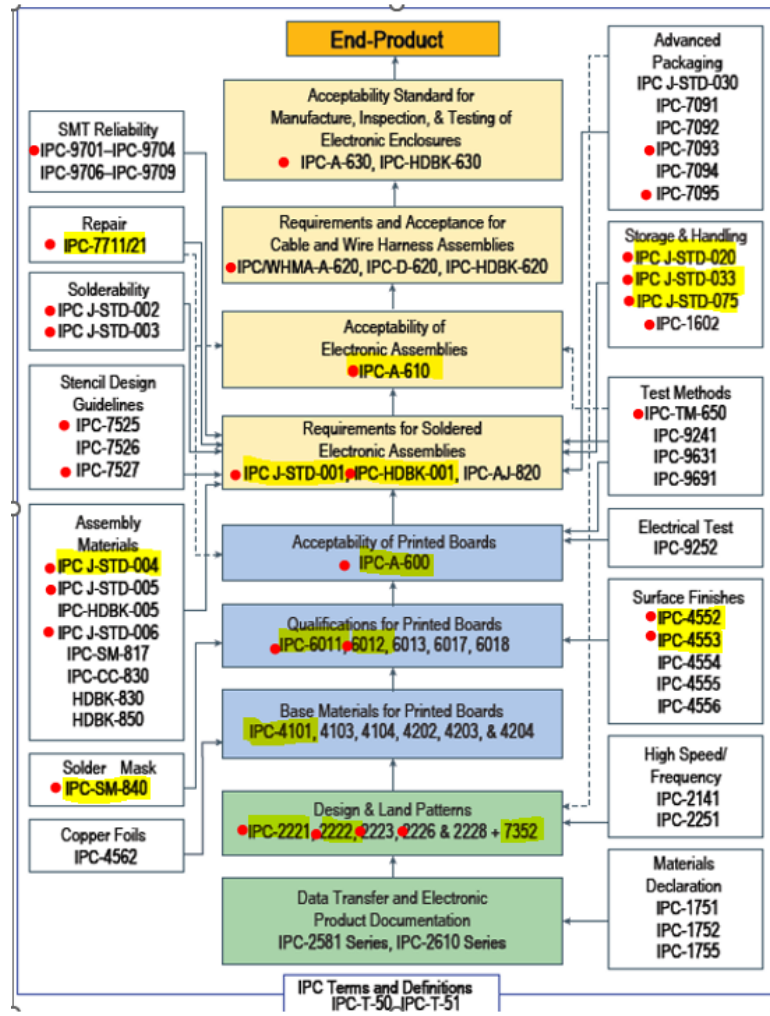 End-Product
Acceptability Standard for
Manufacture, Inspection, & Testing of
Electronic Enclosures
IPC-A-630, IPC-HDBK-630
Requirements and Acceptance for
Cable and Wire Harness Assemblies
IPC/WHMA-A-620, IPC-D-620, IPC-HDBK-620
Acceptability of
Electronic Assemblies
IPC-A-610
Requirements for Soldered
Electronic Assemblies
IPC J-STD-001, IPC-HDBK-001, IPC-AJ-820
Acceptability of Printed Boards
IPC-A-600
Qualifications for Printed Boards
IPC-6011, 6012, 6013, 6017, 6018
Base Materials for Printed Boards
IPC-4101, 4103, 4104, 4202, 4203, & 4204
Design & Land Patterns
IPC-2221, 2222, 2223, 2226 & 2228 + 7352
Data Transfer and Electronic
Product Documentation
IPC-2581 Series, IPC-2610 Series
SMT Reliability
IPC-9701–IPC-9704
IPC-9706–IPC-9709
Repair
IPC-7711/21
Solderability
IPC J-STD-002
IPC J-STD-003
Stencil Design
Guidelines
IPC-7525
IPC-7526
IPC-7527
Assembly
Materials
IPC J-STD-004
IPC J-STD-005
IPC-HDBK-005
IPC J-STD-006
IPC-SM-817
IPC-CC-830
HDBK-830
HDBK-850
Solder Mask
IPC-SM-840
Copper Foils
IPC-4562
Advanced
Packaging
IPC J-STD-030
IPC-7091
IPC-7092
IPC-7093
IPC-7094
IPC-7095
Storage & Handling
IPC J-STD-020
IPC J-STD-033
IPC J-STD-075
IPC-1602
Test Methods
IPC-TM-650
IPC-9241
IPC-9631
IPC-9691
Electrical Test
IPC-9252
Surface Finishes
IPC-4552
IPC-4553
IPC-4554
IPC-4555
IPC-4556
High Speed/
Frequency
IPC-2141
IPC-2251
Materials
Declaration
IPC-1751
IPC-1752
IPC-1755
IPC Terms and Definitions
IPC-T-50–IPC-T-51